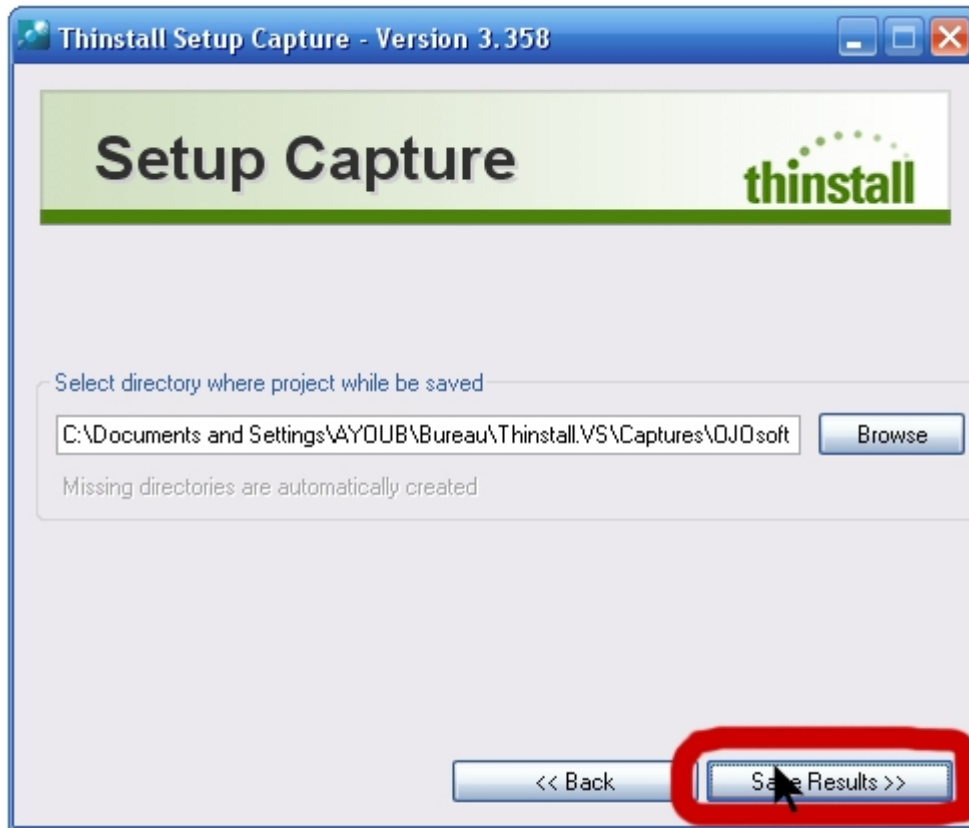 Thinstall Setup Capture - Version 3.358
Setup Capture
thinstall
Select directory where project while be saved
C:\Documents and Settings\AYOUB\Bureau\Thinstall.VS\Captures\OJOsoft
Browse
Missing directories are automatically created
<< Back
Save Results >>